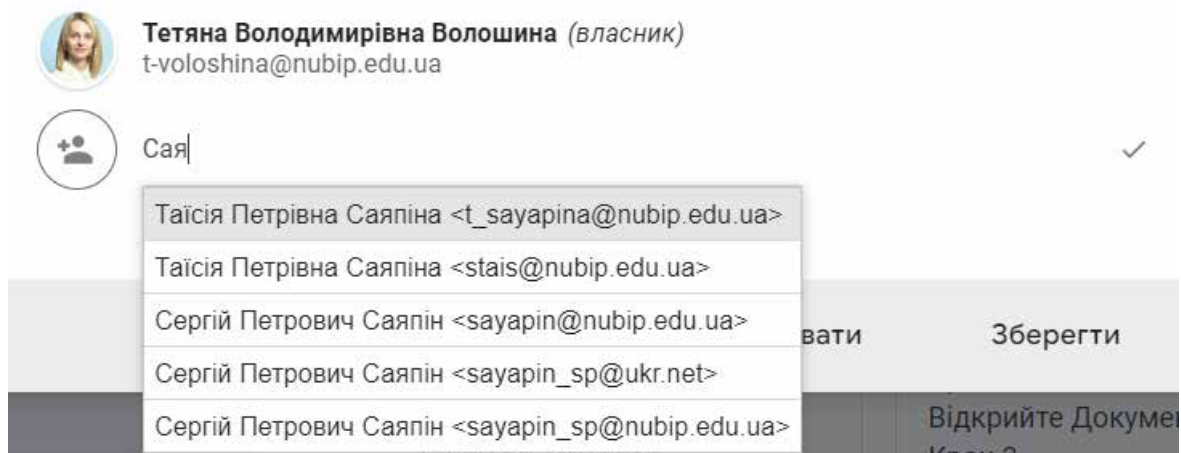 Тетяна Володимирівна Волошина (власник)
t-voloshina@nubip.edu.ua
Сая
Таїсія Петрівна Саяпіна <t_sayapina@nubip.edu.ua>
Таїсія Петрівна Саяпіна <stais@nubip.edu.ua>
Сергій Петрович Саяпін <sayapin@nubip.edu.ua>
вати Зберегти
Сергій Петрович Саяпін <sayapin_sp@ukr.net>
Сергій Петрович Саяпін <sayapin_sp@nubip.edu.ua>
Відкрийте Докуме